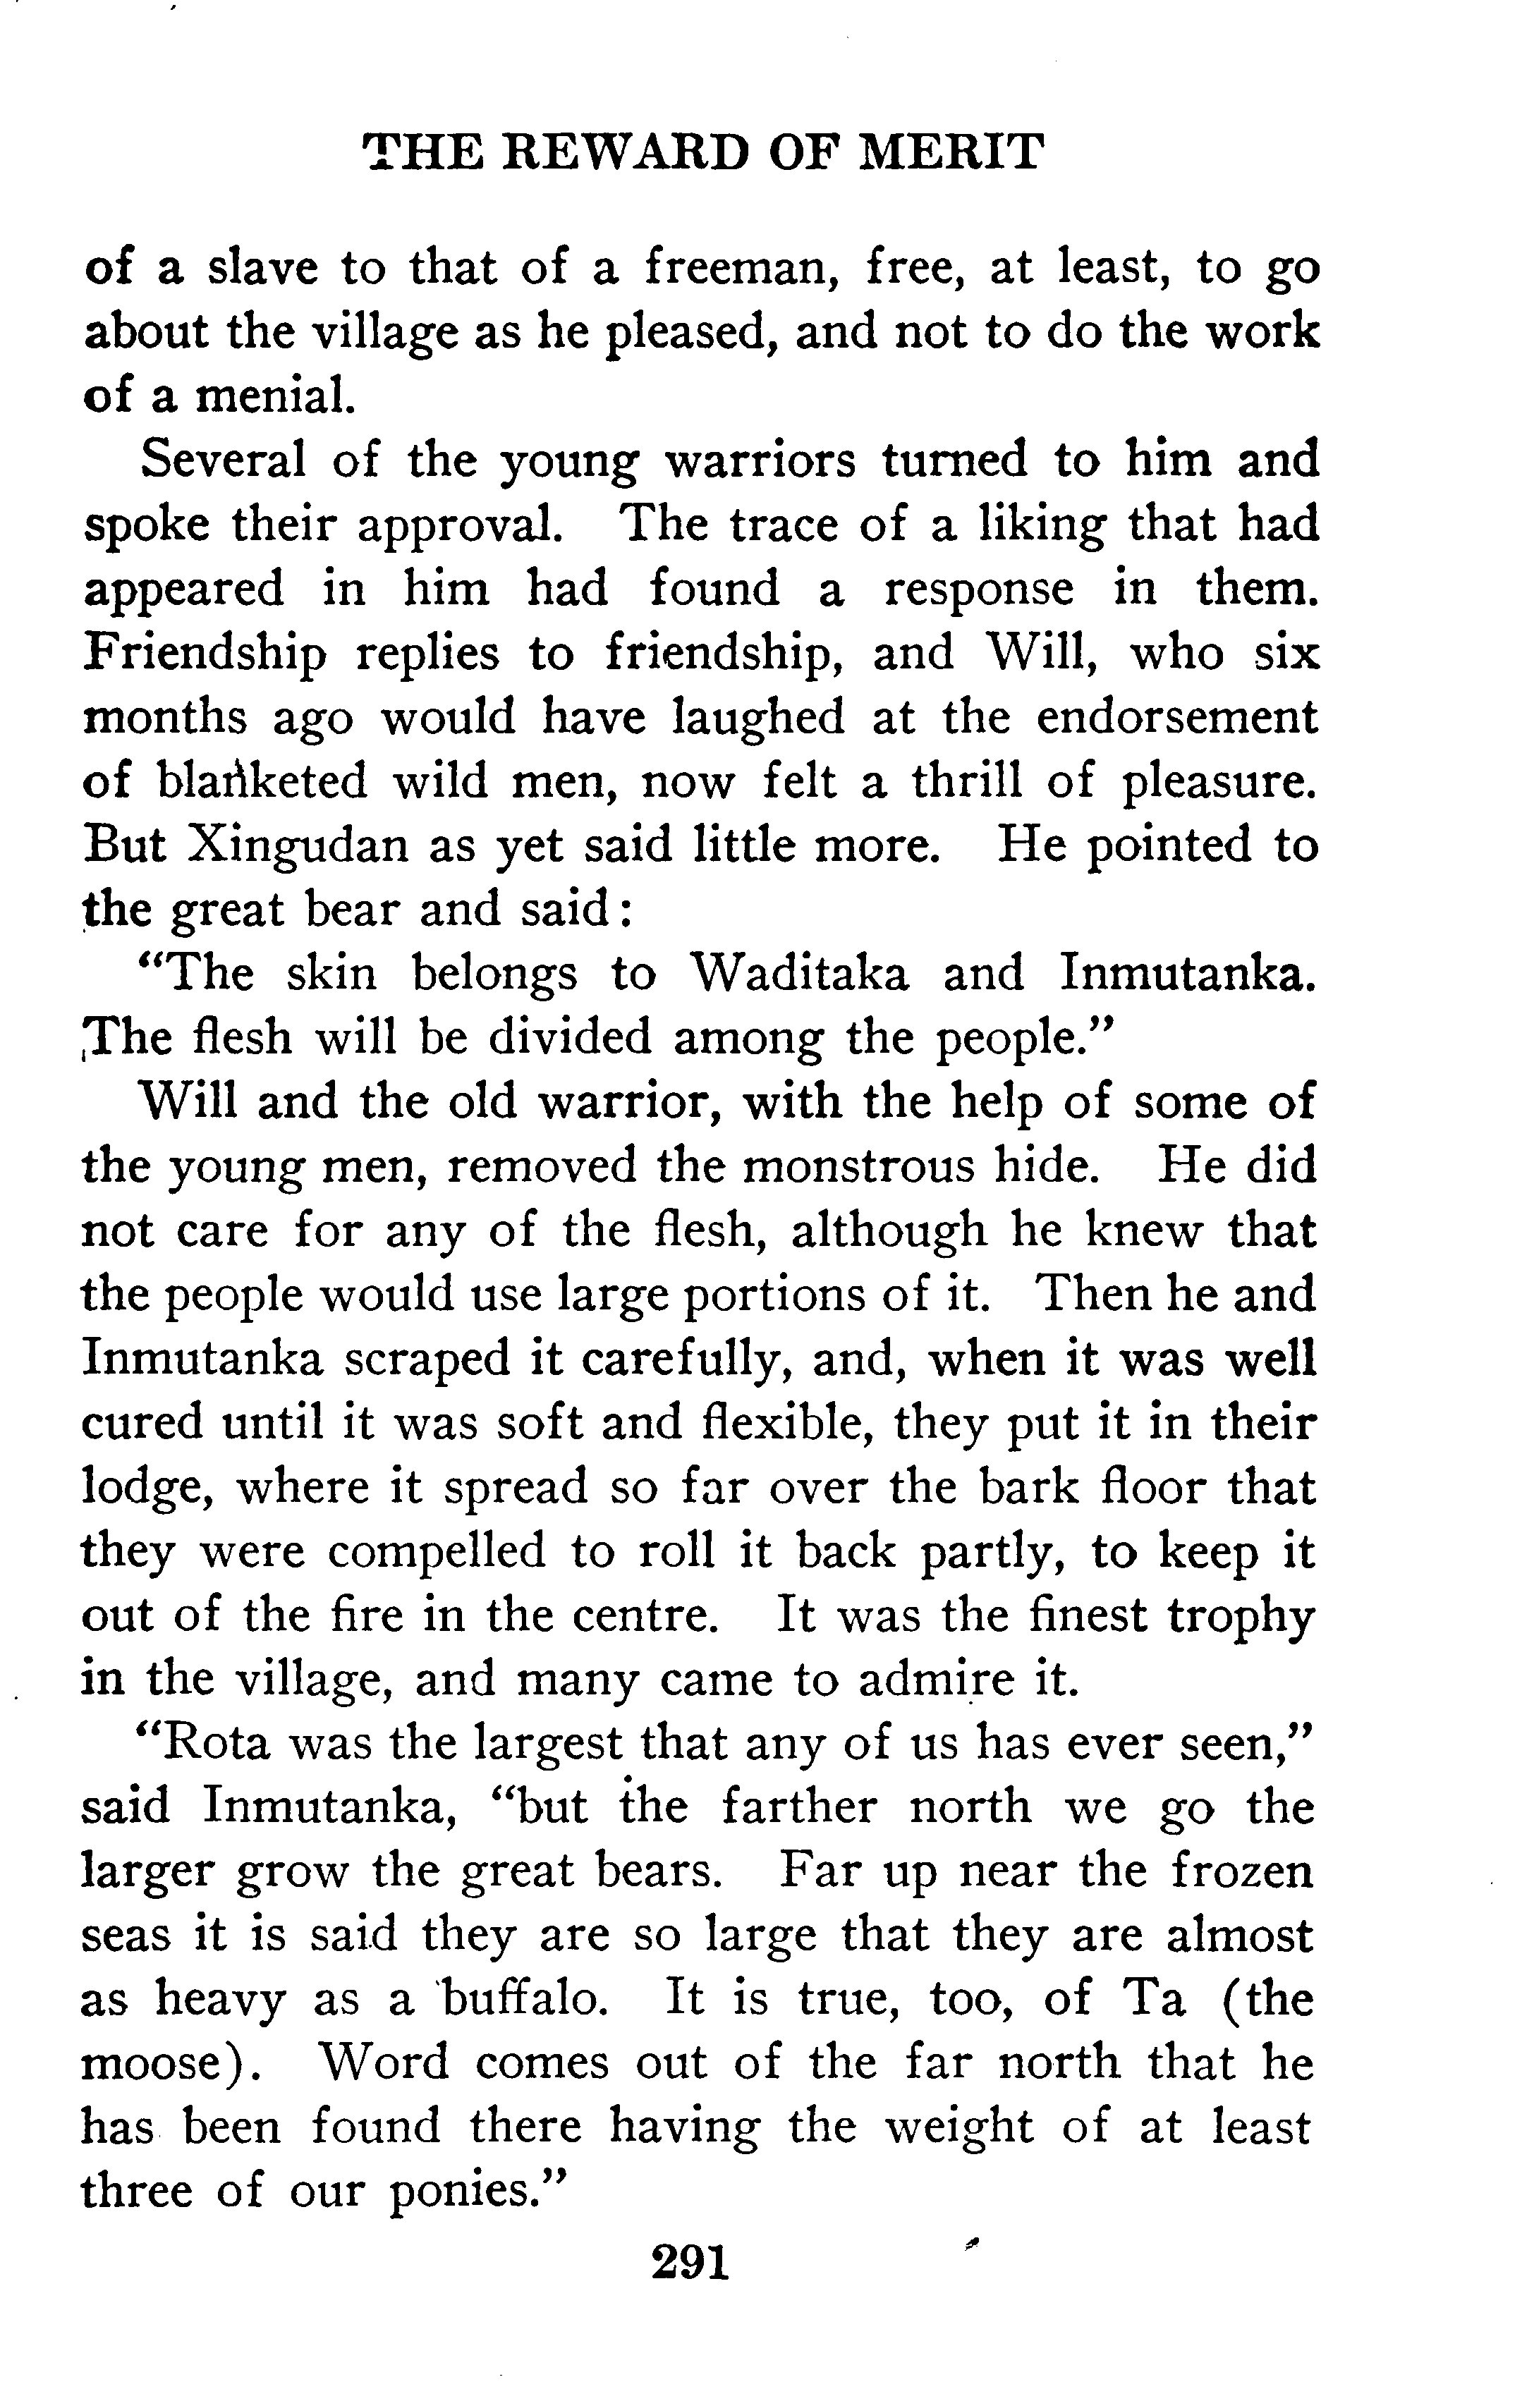 THE REWARD OF MERIT
of a slave to that of a freeman, free, at least, to go
about the village as he pleased, and not to do the work
of a menial.
Several of the young warriors turned to him and
spoke their approval. The trace of a liking that had
appeared in him had found a response in them.
Friendship replies to friendship, and Will, who six
months ago would have laughed at the endorsement
of blanketed wild men, now felt a thrill of pleasure.
But Xingudan as yet said little more. He pointed to
the great bear and said:
“The skin belongs to Waditaka and Inmutanka.
The flesh will be divided among the people.”
Will and the old warrior, with the help of some of
the young men, removed the monstrous hide. He did
not care for any of the flesh, although he knew that
the people would use large portions of it. Then he and
Inmutanka scraped it carefully, and, when it was well
cured until it was soft and flexible, they put it in their
lodge, where it spread so far over the bark floor that
they were compelled to roll it back partly, to keep it
out of the fire in the centre. It was the finest trophy
in the village, and many came to admire it.
“Rota was the largest that any of us has ever seen,”
said Inmutanka, “but the farther north we go the
larger grow the great bears. Far up near the frozen
seas it is said they are so large that they are almost
as heavy as a buffalo. It is true, too, of Ta (the
moose). Word comes out of the far north that he
has been found there having the weight of at least
three of our ponies.”
291